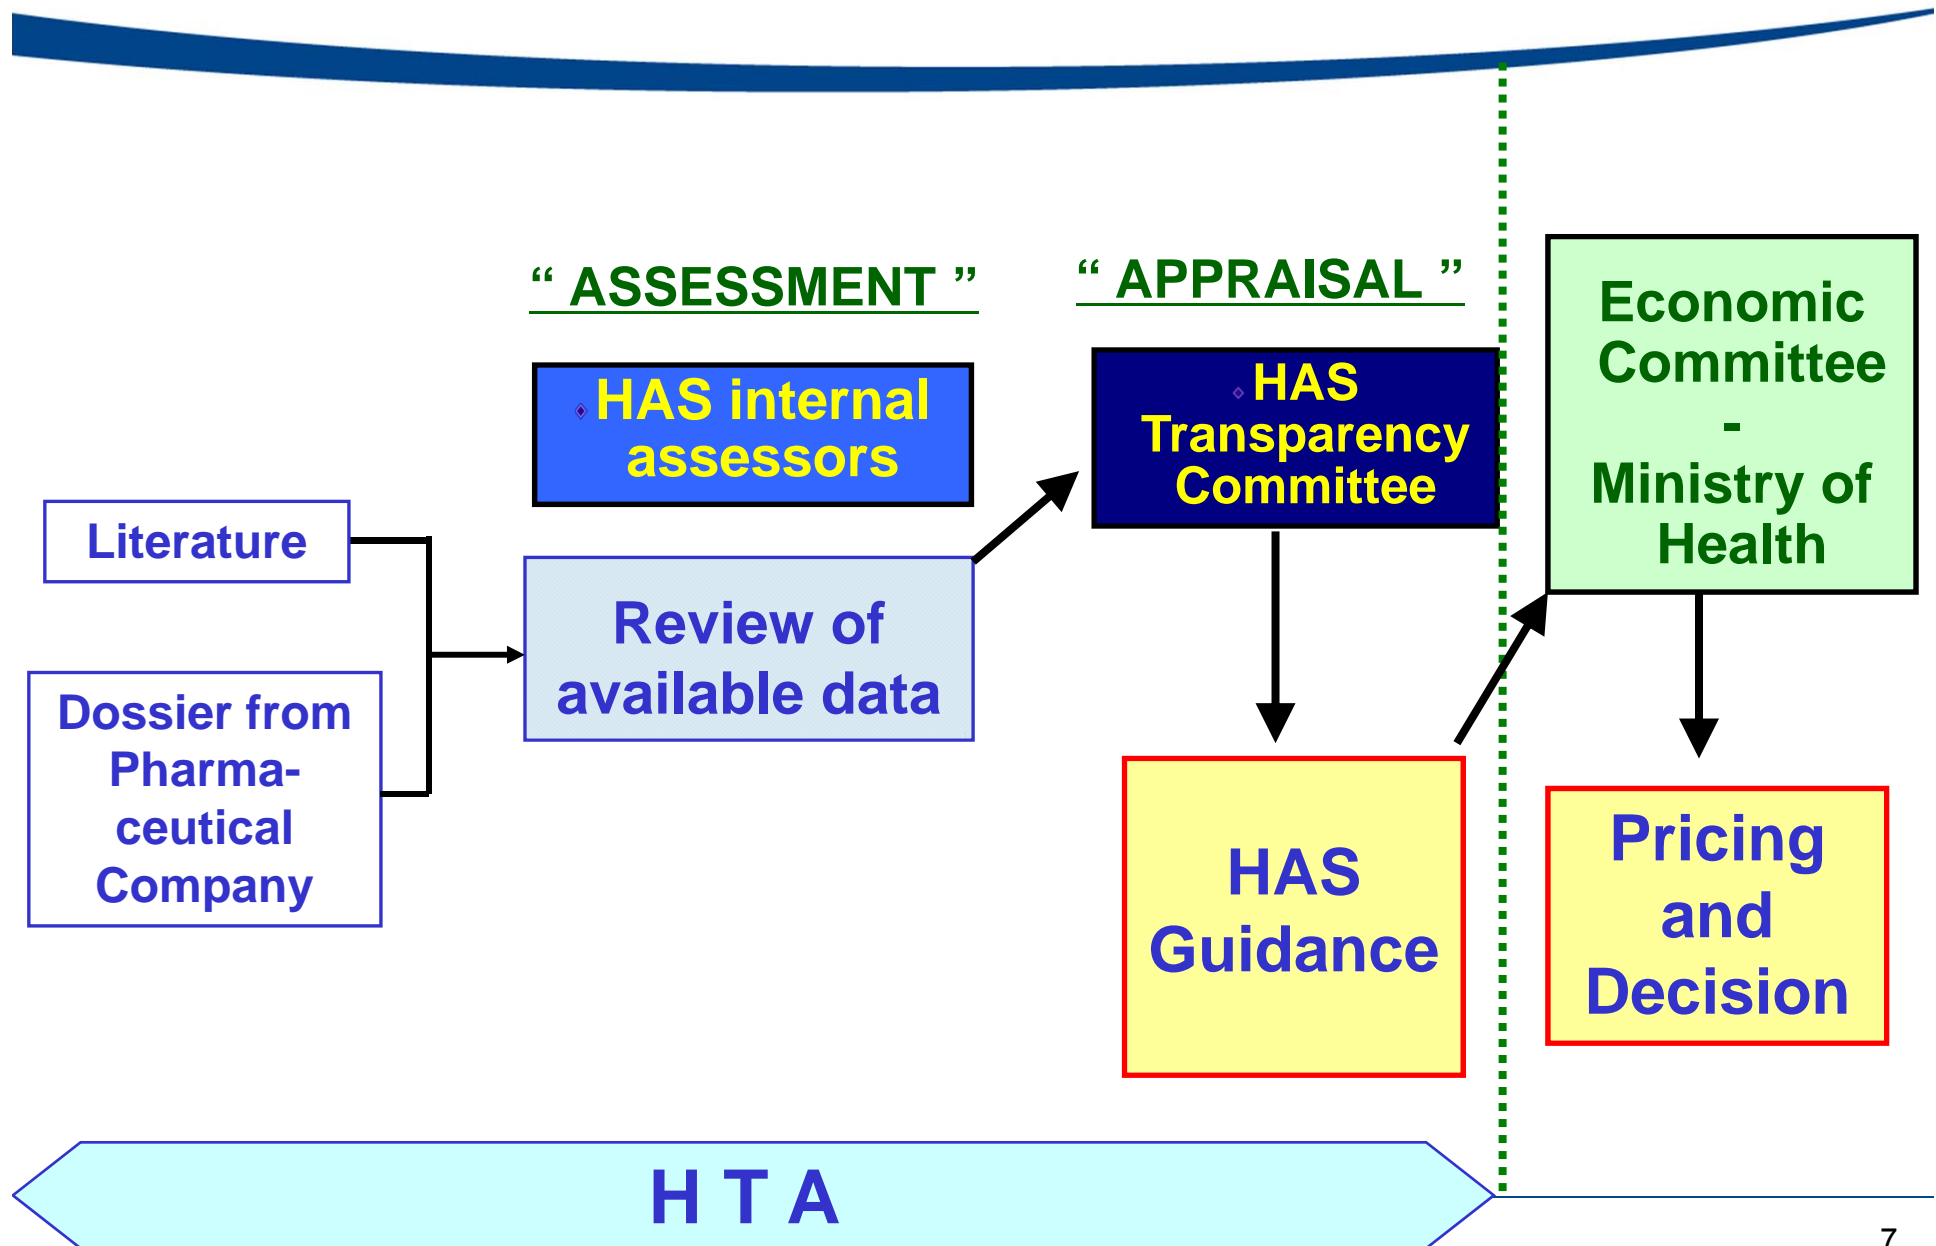 “ ASSESSMENT ”
“ APPRAISAL ”
HAS internal
assessors
HAS
Transparency
Committee
Economic
Committee
-
Ministry of
Health
Literature
Dossier from
Pharma-
ceutical
Company
Review of
available data
HAS
Guidance
Pricing
and
Decision
H T A
7